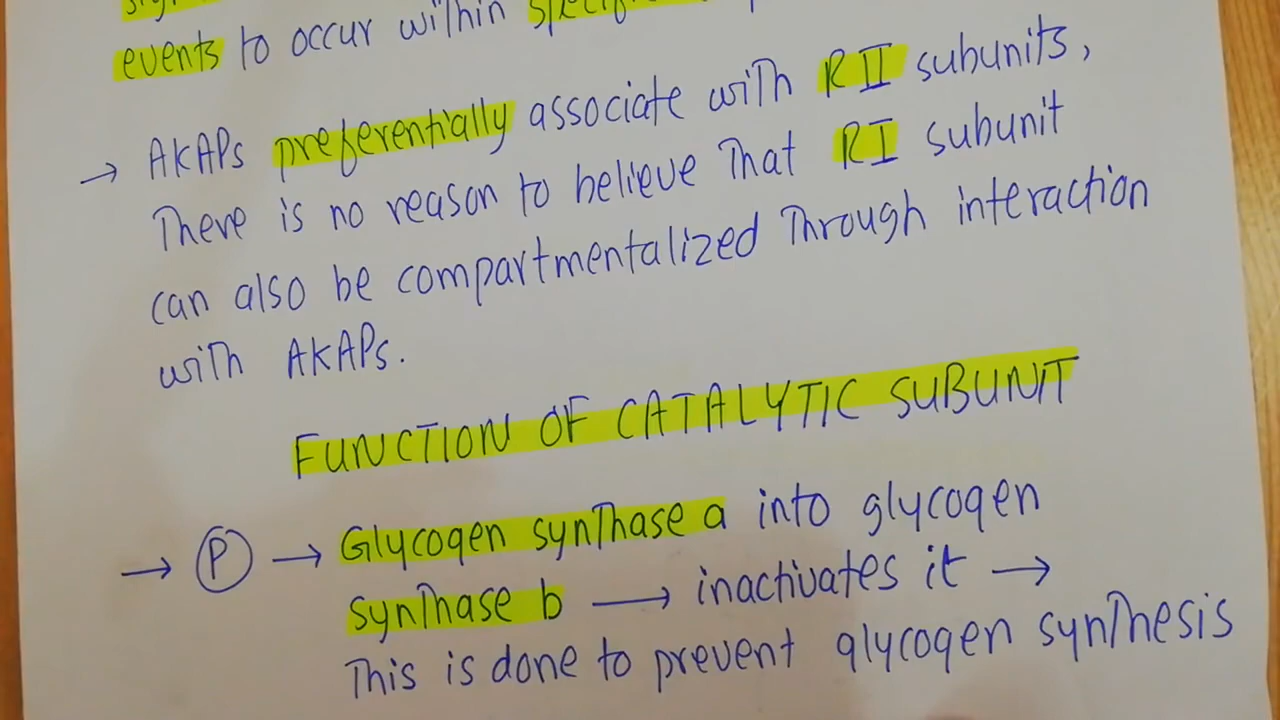 events to occur within
→ AKAPs preferentially associate with RII subunits,
There is no reason to believe That RI subunit
can also be compartmentalized Through interaction
with AKAPs.
FUNCTION OF CATALYTIC SUBUNIT
→ P → Glycogen synthase a into glycogen
synthase b → inactivates it →
This is done to prevent glycogen synthesis